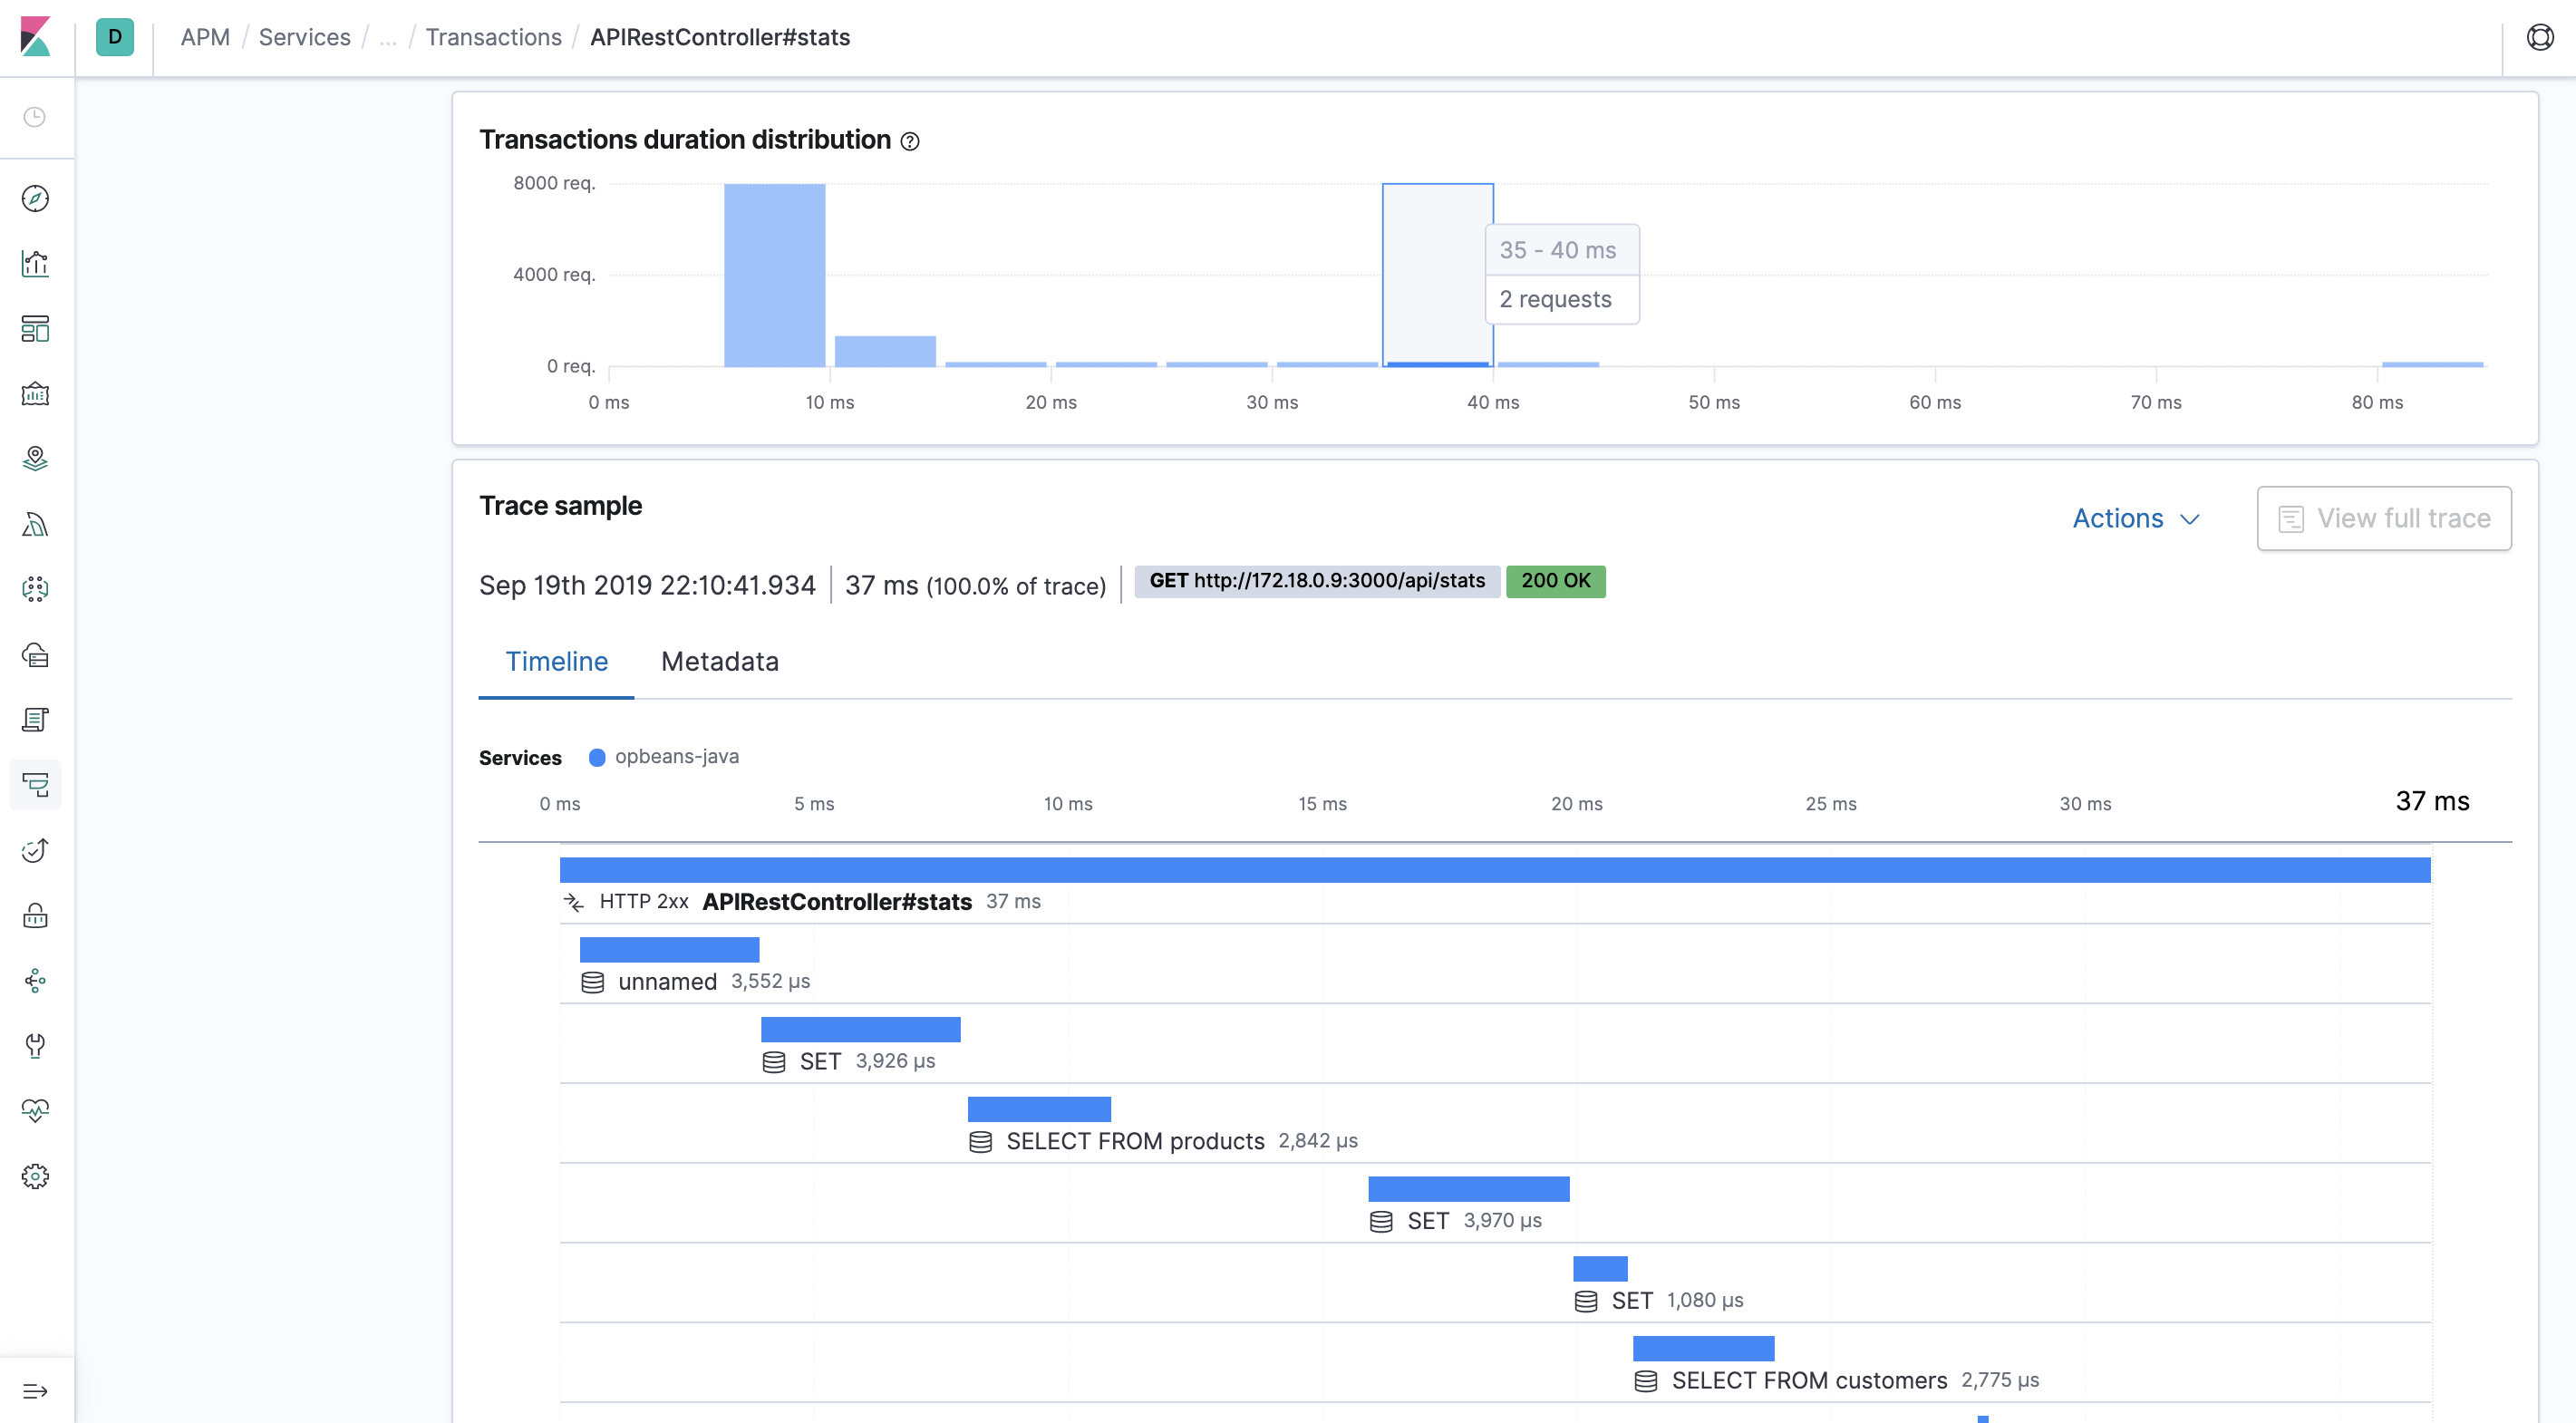 D
APM / Services / ... / Transactions / APIRestController#stats
Transactions duration distribution
8000 req.
4000 req.
0 req.
35 - 40 ms
2 requests
0 ms 10 ms 20 ms 30 ms 40 ms 50 ms 60 ms 70 ms 80 ms
Trace sample
Actions
View full trace
Sep 19th 2019 22:10:41.934 37 ms (100.0% of trace) GET http://172.18.0.9:3000/api/stats 200 OK
Timeline Metadata
Services opbeans-java
0 ms 5 ms 10 ms 15 ms 20 ms 25 ms 30 ms 37 ms
HTTP 2xx APIRestController#stats 37 ms
unnamed 3,552 μs
SET 3,926 μs
SELECT FROM products 2,842 μs
SET 3,970 μs
SET 1,080 μs
SELECT FROM customers 2,775 μs